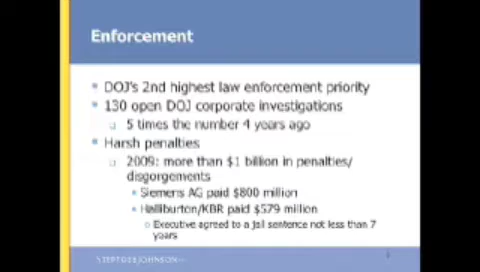 Enforcement
DOJ's 2nd highest law enforcement priority
130 open DOJ corporate investigations
5 times the number 4 years ago
Harsh penalties
2009: more than $1 billion in penalties/
disgorgements
Siemens AG paid $800 million
Halliburton/KBR paid $579 million
Executive agreed to a jail sentence not less than 7
years
STEPTOE&JOHNSON